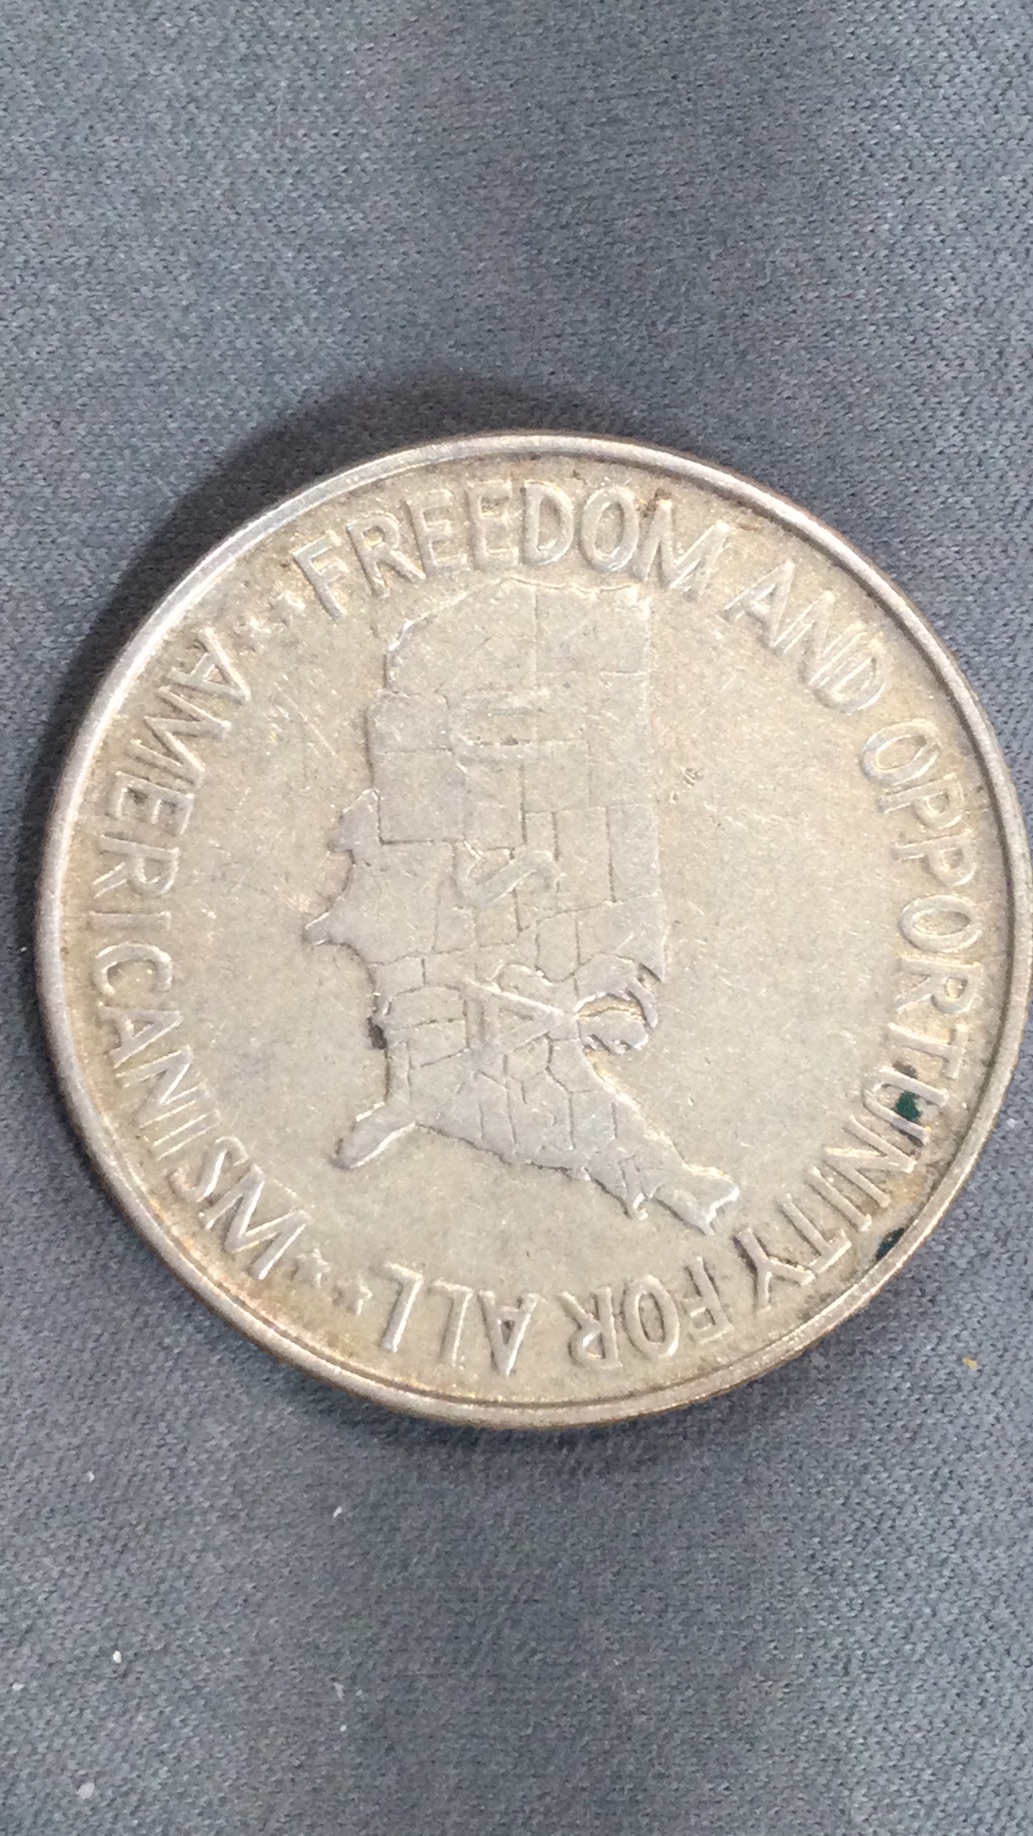 FREEDOM AND OPPORTUNITY FOR ALL
AMERICANISM
U S A